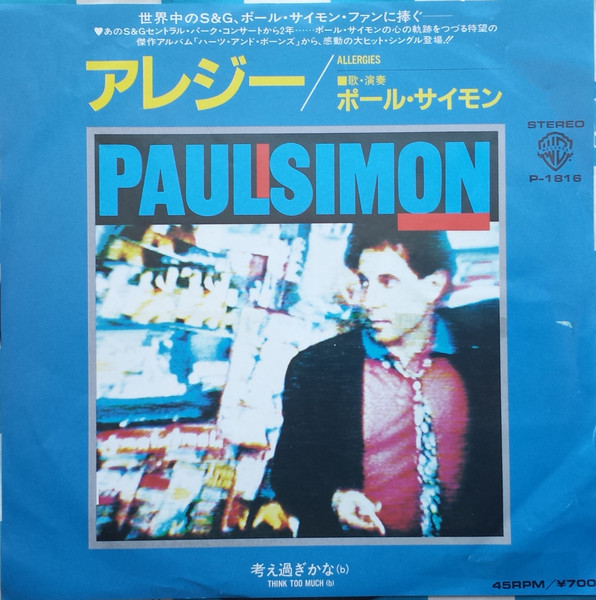 世界中のS&G、ポール・サイモン・ファンに捧ぐ——
♥あのS&Gセントラル・パーク・コンサートから2年……ポール・サイモンの心の軌跡をつづる待望の
傑作アルバム「ハーツ・アンド・ボーンズ」から、感動の大ヒット・シングル登場.!!
アレジー/
ALLERGIES
■歌・演奏
ポール・サイモン
STEREO
P-1816
PAUL SIMON
考え過ぎかな(b)
THINK TOO MUCH (b)
45RPM/¥700